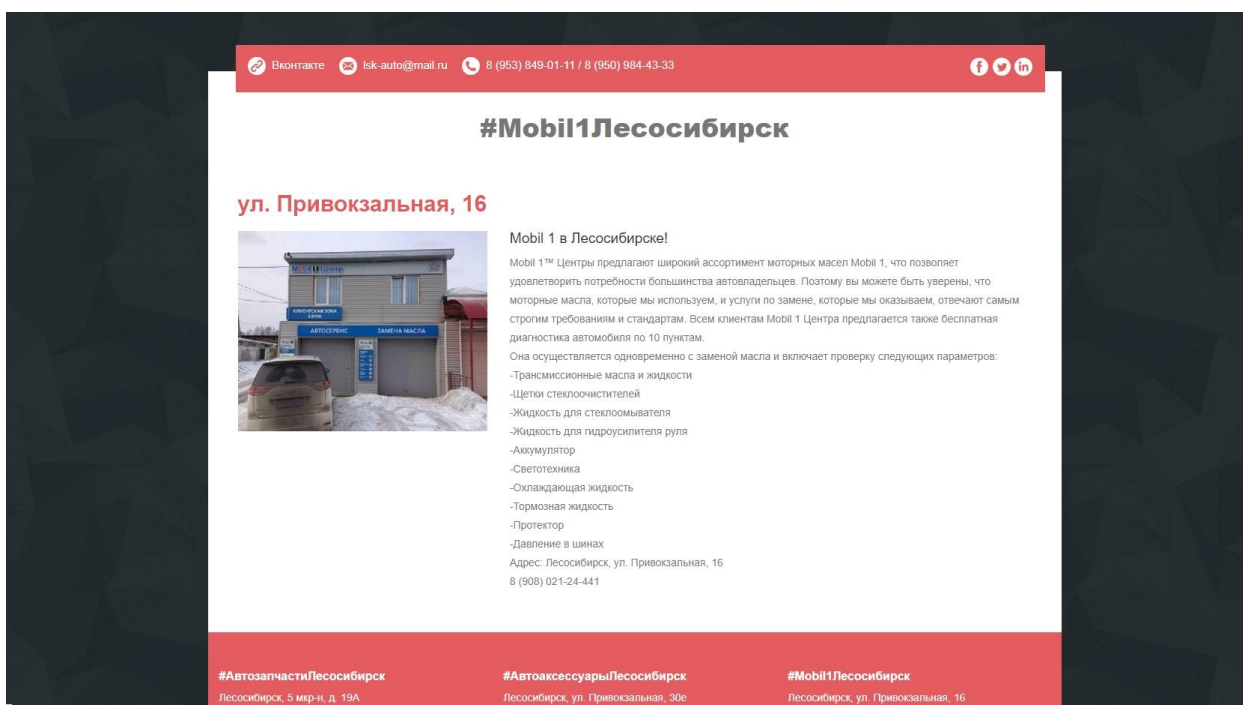 Вконтакте lsk-auto@mail.ru 8 (953) 849-01-11 / 8 (950) 984-43-33
#Mobil1Лесосибирск
ул. Привокзальная, 16
Mobil 1 в Лесосибирске!
Mobil 1™ Центры предлагают широкий ассортимент моторных масел Mobil 1, что позволяет
удовлетворить потребности большинства автовладельцев. Поэтому вы можете быть уверены, что
моторные масла, которые мы используем, и услуги по замене, которые мы оказываем, отвечают самым
строгим требованиям и стандартам. Всем клиентам Mobil 1 Центра предлагается также бесплатная
диагностика автомобиля по 10 пунктам.
Она осуществляется одновременно с заменой масла и включает проверку следующих параметров:
-Трансмиссионные масла и жидкости
-Щетки стеклоочистителей
-Жидкость для стеклоомывателя
-Жидкость для гидроусилителя руля
-Аккумулятор
-Светотехника
-Охлаждающая жидкость
-Тормозная жидкость
-Протектор
-Давление в шинах
Адрес: Лесосибирск, ул. Привокзальная, 16
8 (908) 021-24-441
Mobil 1 Центр
КЛИЕНТСКАЯ ЗОНА
АВТОСЕРВИС ЗАМЕНА МАСЛА
#АвтозапчастиЛесосибирск
Лесосибирск, 5 мкр-н, д. 19А
#АвтоаксессуарыЛесосибирск
Лесосибирск, ул. Привокзальная, 30е
#Mobil1Лесосибирск
Лесосибирск, ул. Привокзальная, 16